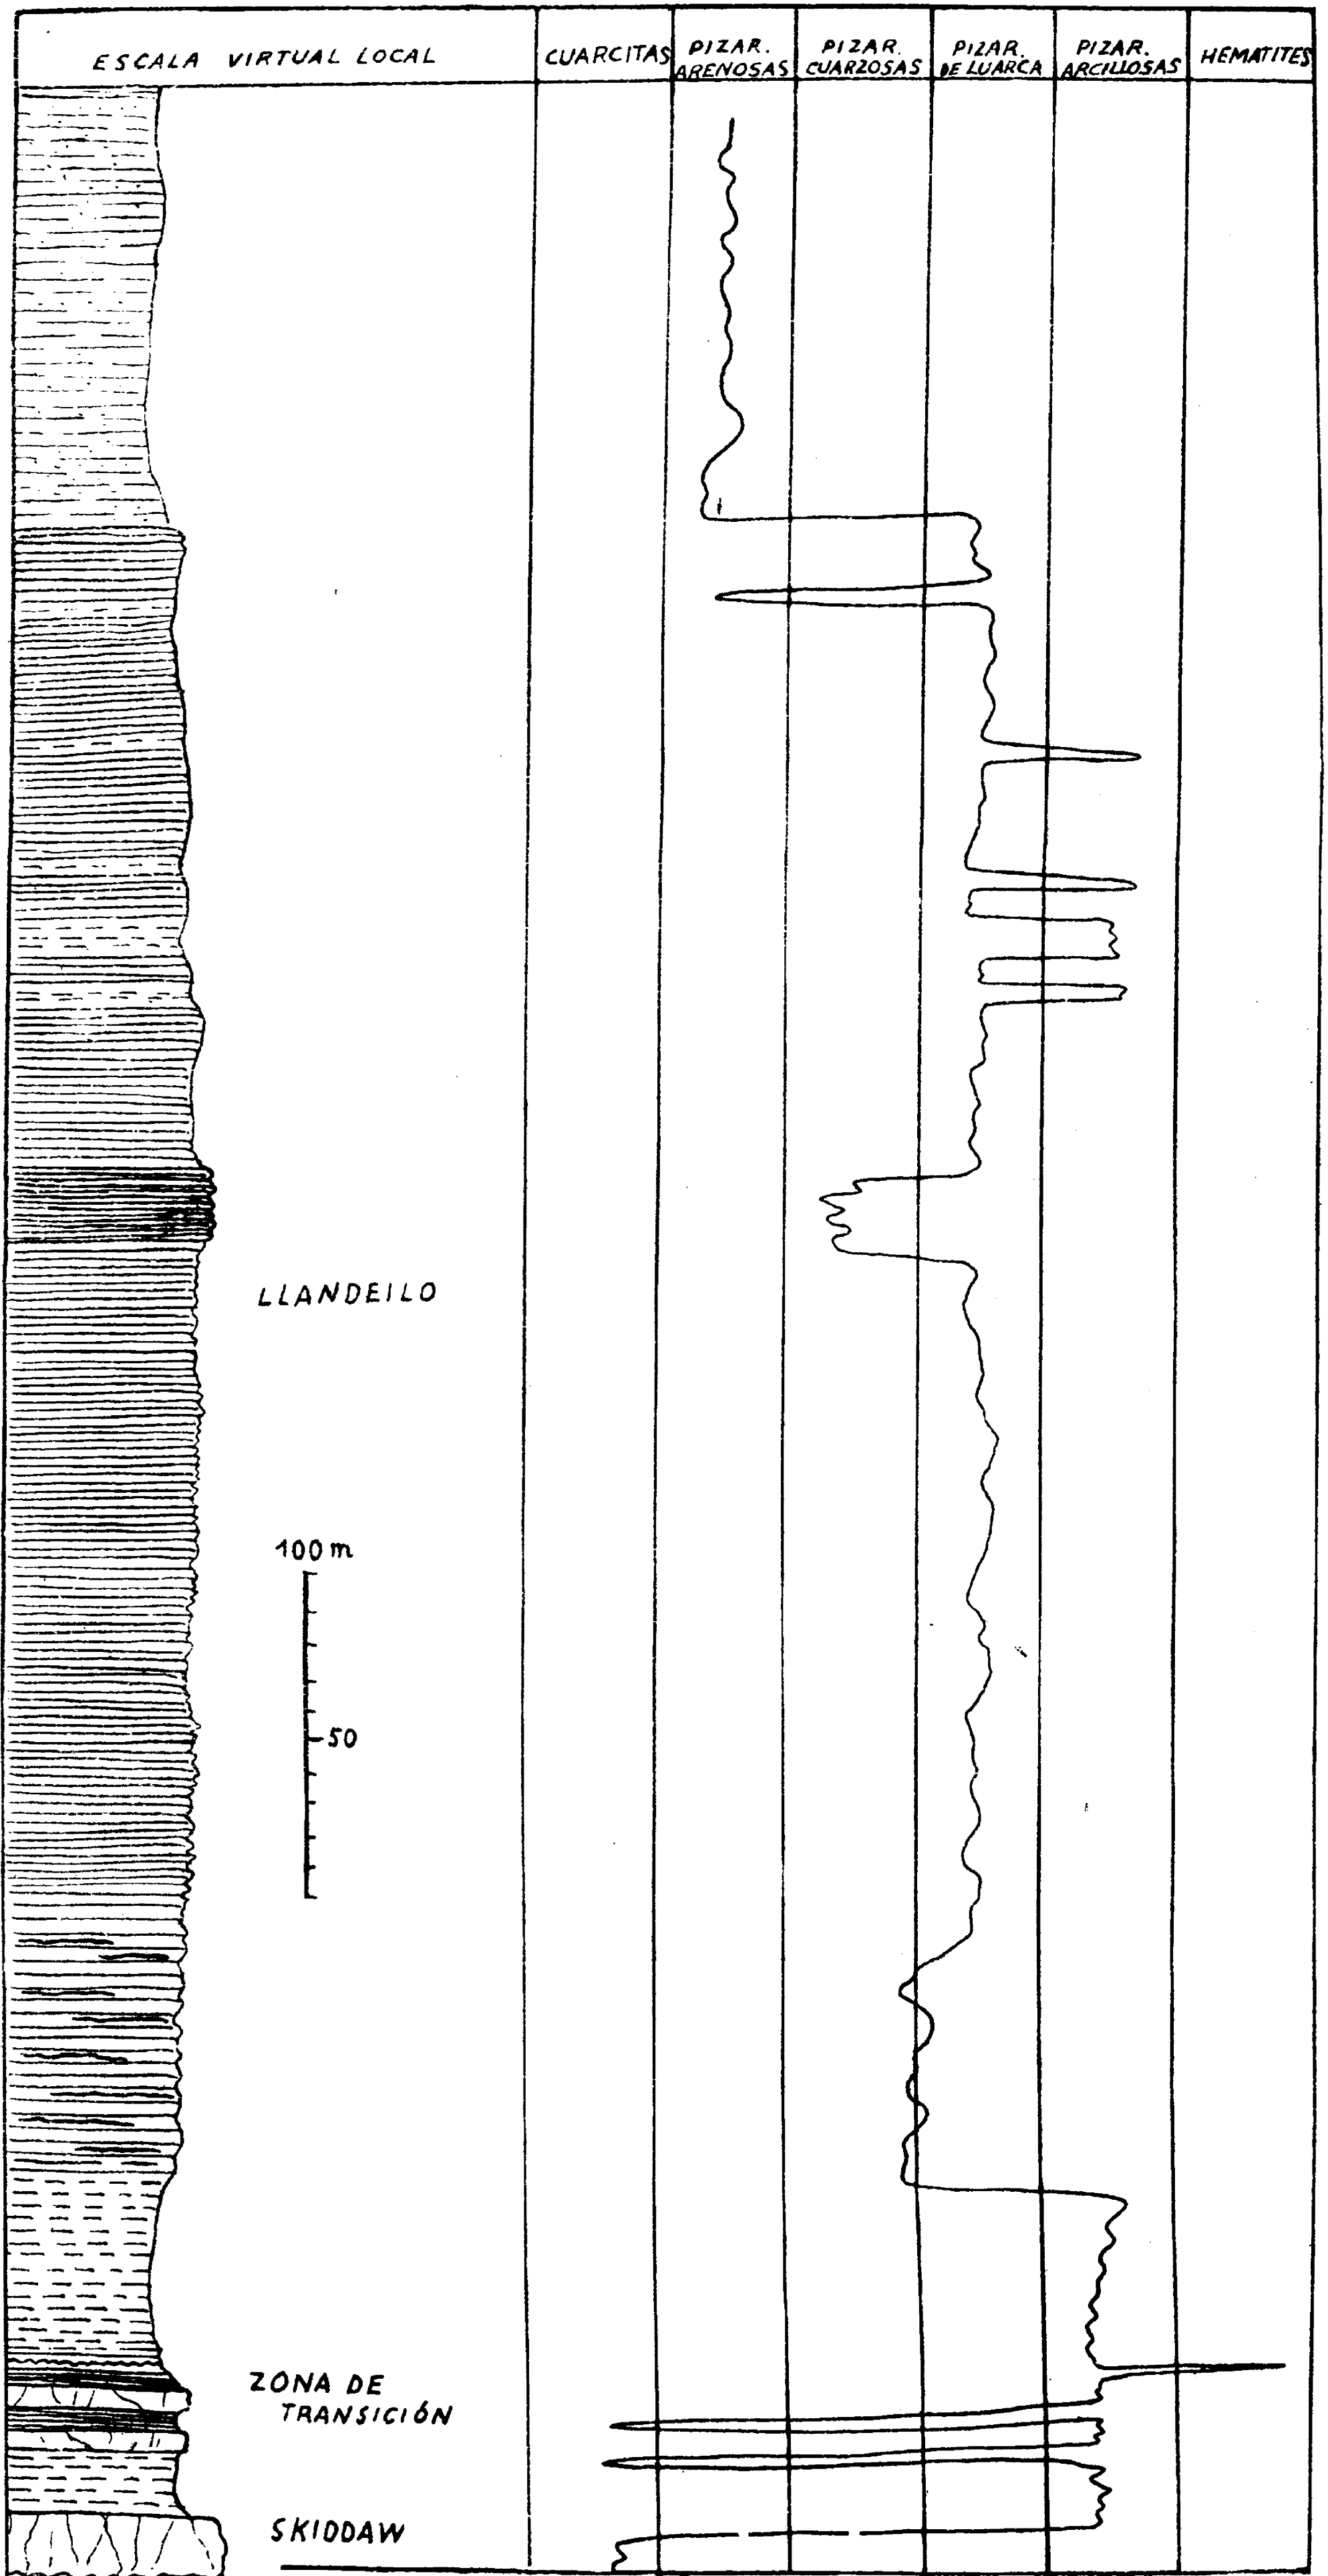 ESCALA VIRTUAL LOCAL
CUARCITAS
PIZAR.
ARENOSAS
PIZAR.
CUARZOSAS
PIZAR.
DE LUARCA
PIZAR.
ARCILLOSAS
HEMATITES
LLANDEILO
100 m
50
ZONA DE
TRANSICIÓN
SKIDDAW